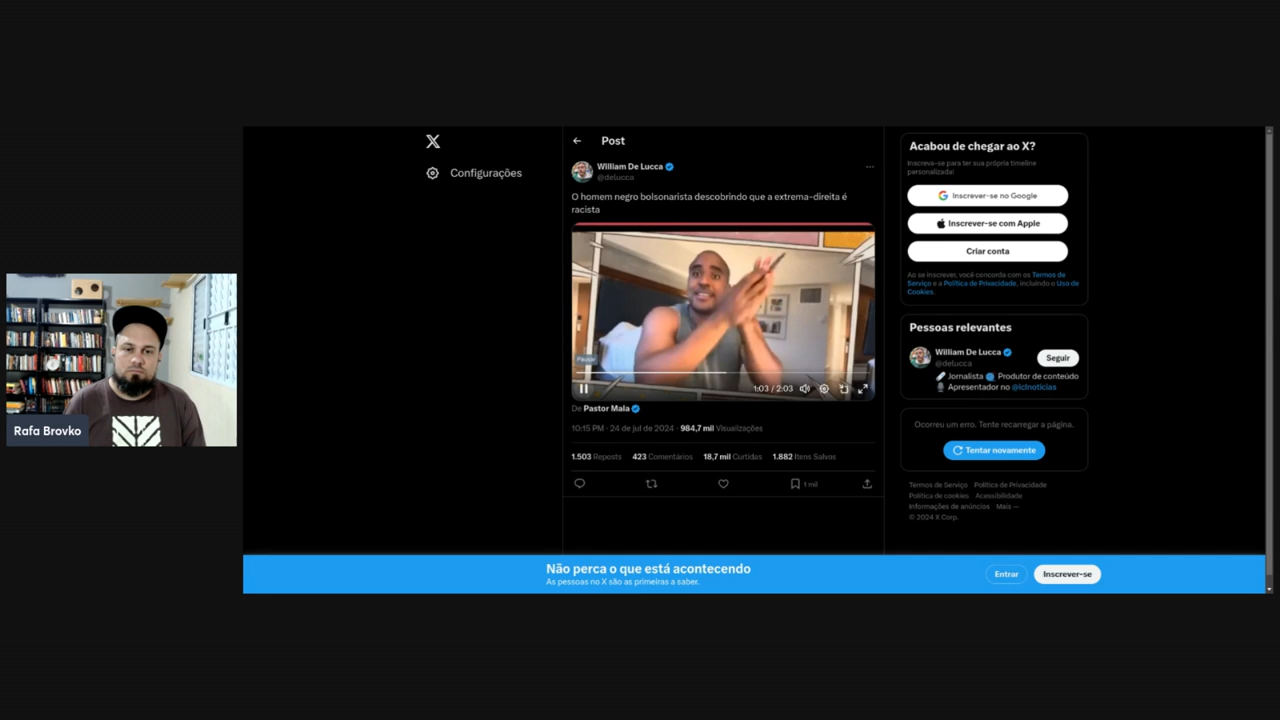 Rafa Brovko
Configurações
Post
William De Lucca
@delucca
O homem negro bolsonarista descobrindo que a extrema-direita é
racista
Pausar
1:03 / 2:03
De Pastor Mala
10:15 PM · 24 de jul de 2024 · 984,7 mil Visualizações
1.503 Reposts 423 Comentários 18,7 mil Curtidas 1.882 Itens Salvos
1 mil
Acabou de chegar ao X?
Inscreva-se para ter sua própria timeline
personalizada!
Inscrever-se no Google
Inscrever-se com Apple
Criar conta
Ao se inscrever, você concorda com os Termos de
Serviço e a Política de Privacidade, incluindo o Uso de
Cookies.
Pessoas relevantes
William De Lucca
@delucca
Seguir
Jornalista Produtor de conteúdo
Apresentador no @iclnoticias
Ocorreu um erro. Tente recarregar a página.
Tentar novamente
Termos de Serviço Política de Privacidade
Política de cookies Acessibilidade
Informações de anúncios Mais
© 2024 X Corp.
Não perca o que está acontecendo
As pessoas no X são as primeiras a saber.
Entrar
Inscrever-se